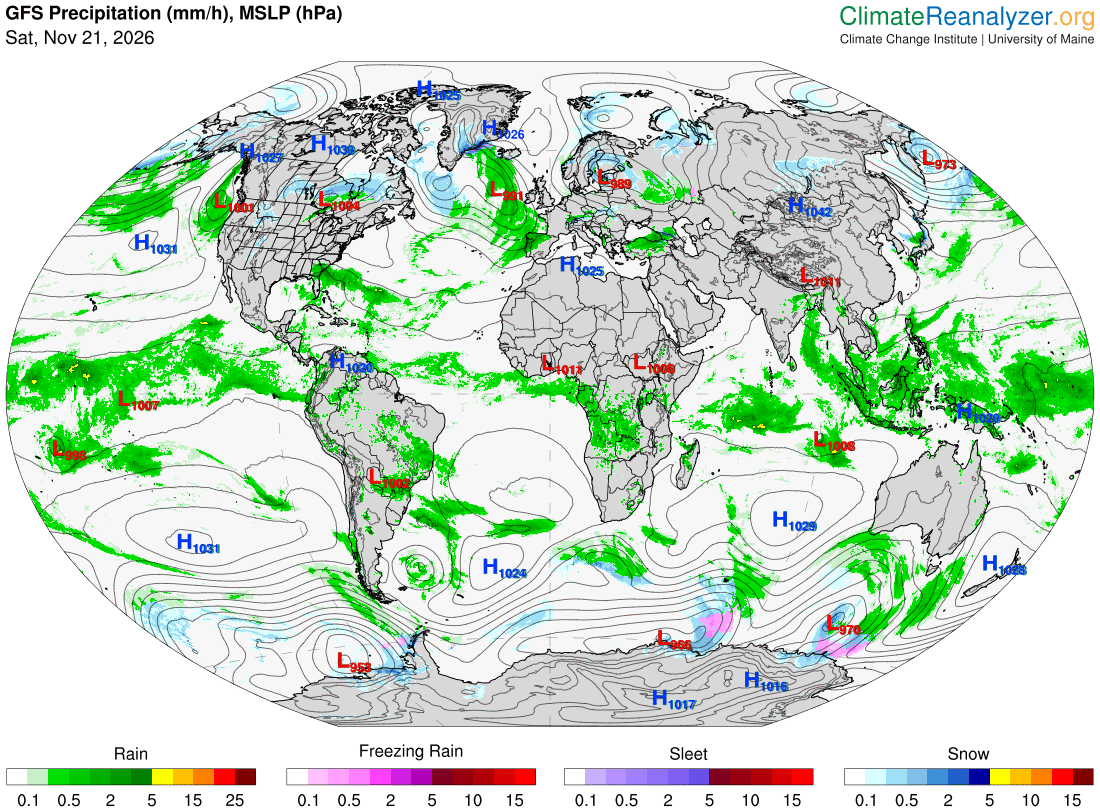 GFS Precipitation (mm/h), MSLP (hPa)
Sat, Nov 21, 2026
ClimateReanalyzer.org
Climate Change Institute | University of Maine
H1025
H1026
H1027
H1030
L973
L989
L991
L1001
L1004
H1042
H1031
H1025
L1011
H1020
L1011
L1007
H1020
L998
L1008
L1002
H1029
H1031
H1024
H1028
L970
L953
H1016
H1017
Rain
Freezing Rain
Sleet
Snow
0.1 0.5 2 5 15 25
0.1 0.5 2 5 10 15
0.1 0.5 2 5 10 15
0.1 0.5 2 5 10 15